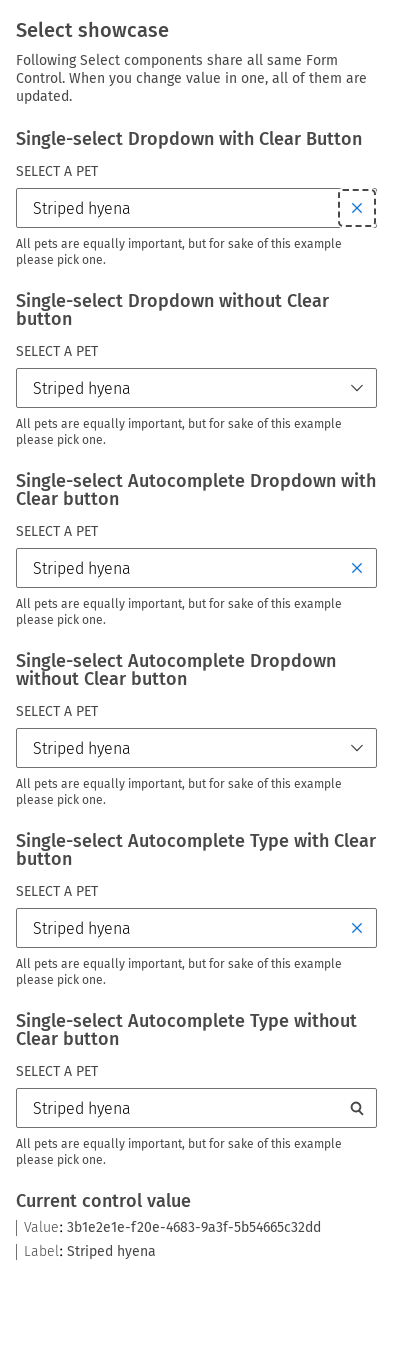 Select showcase
Following Select components share all same Form
Control. When you change value in one, all of them are
updated.
Single-select Dropdown with Clear Button
SELECT A PET
Striped hyena
All pets are equally important, but for sake of this example
please pick one.
Single-select Dropdown without Clear
button
SELECT A PET
Striped hyena
All pets are equally important, but for sake of this example
please pick one.
Single-select Autocomplete Dropdown with
Clear button
SELECT A PET
Striped hyena
All pets are equally important, but for sake of this example
please pick one.
Single-select Autocomplete Dropdown
without Clear button
SELECT A PET
Striped hyena
All pets are equally important, but for sake of this example
please pick one.
Single-select Autocomplete Type with Clear
button
SELECT A PET
Striped hyena
All pets are equally important, but for sake of this example
please pick one.
Single-select Autocomplete Type without
Clear button
SELECT A PET
Striped hyena
All pets are equally important, but for sake of this example
please pick one.
Current control value
Value: 3b1e2e1e-f20e-4683-9a3f-5b54665c32dd
Label: Striped hyena